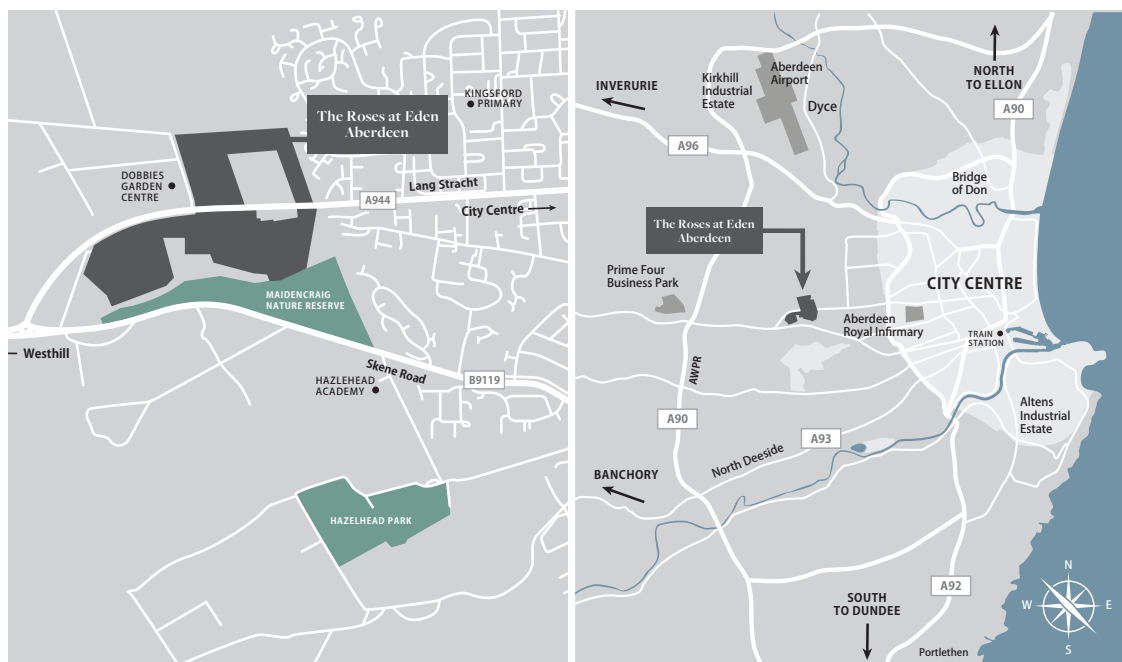 KINGSFORD
PRIMARY
The Roses at Eden
Aberdeen
DOBBIES
GARDEN
CENTRE
Lang Stracht
A944
City Centre
MAIDENCRAIG
NATURE RESERVE
Westhill
Skene Road
B9119
HAZLEHEAD
ACADEMY
HAZELHEAD PARK
Aberdeen
Airport
NORTH
TO ELLON
Kirkhill
Industrial
Estate
INVERURIE
Dyce
A90
A96
Bridge
of Don
The Roses at Eden
Aberdeen
Prime Four
Business Park
CITY CENTRE
Aberdeen
Royal Infirmary
TRAIN
STATION
AWPR
A90
Altens
Industrial
Estate
A93
North Deeside
BANCHORY
A92
SOUTH
TO DUNDEE
N
W
E
S
Portlethen